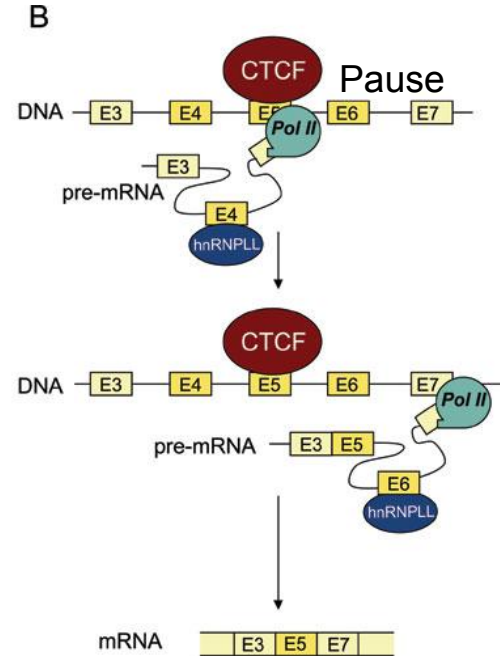 B
CTCF
Pause
DNA E3 E4 E5 E6 E7
Pol II
E3
pre-mRNA
E4
hnRNPLL
CTCF
DNA E3 E4 E5 E6 E7
Pol II
pre-mRNA E3 E5
E6
hnRNPLL
mRNA E3 E5 E7